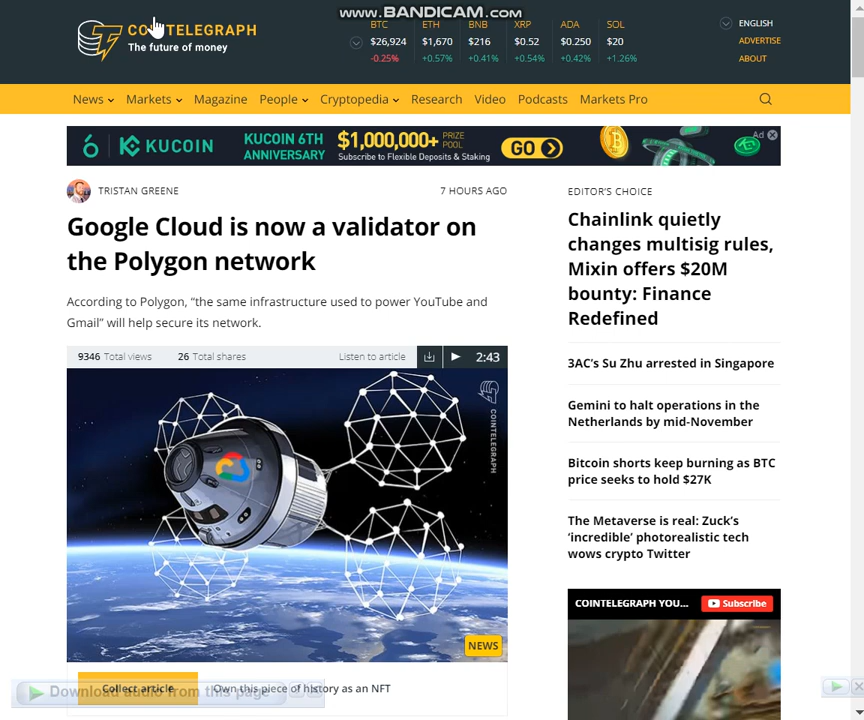 www.BANDICAM.com
COINTELEGRAPH
The future of money
BTC ETH BNB XRP ADA SOL
$26,924 $1,670 $216 $0.52 $0.250 $20
-0.25% +0.57% +0.41% +0.54% +0.42% +1.26%
ENGLISH
ADVERTISE
ABOUT
News Markets Magazine People Cryptopedia Research Video Podcasts Markets Pro
KUCOIN
KUCOIN 6TH
ANNIVERSARY
$1,000,000+ PRIZE
POOL
Subscribe to Flexible Deposits & Staking
GO
Ad
TRISTAN GREENE
7 HOURS AGO
Google Cloud is now a validator on
the Polygon network
According to Polygon, “the same infrastructure used to power YouTube and
Gmail” will help secure its network.
9346 Total views 26 Total shares Listen to article 2:43
COINTELEGRAPH
NEWS
Collect article
Own this piece of history as an NFT
Download audio from this page
EDITOR'S CHOICE
Chainlink quietly
changes multisig rules,
Mixin offers $20M
bounty: Finance
Redefined
3AC’s Su Zhu arrested in Singapore
Gemini to halt operations in the
Netherlands by mid-November
Bitcoin shorts keep burning as BTC
price seeks to hold $27K
The Metaverse is real: Zuck’s
‘incredible’ photorealistic tech
wows crypto Twitter
COINTELEGRAPH YOU...
Subscribe